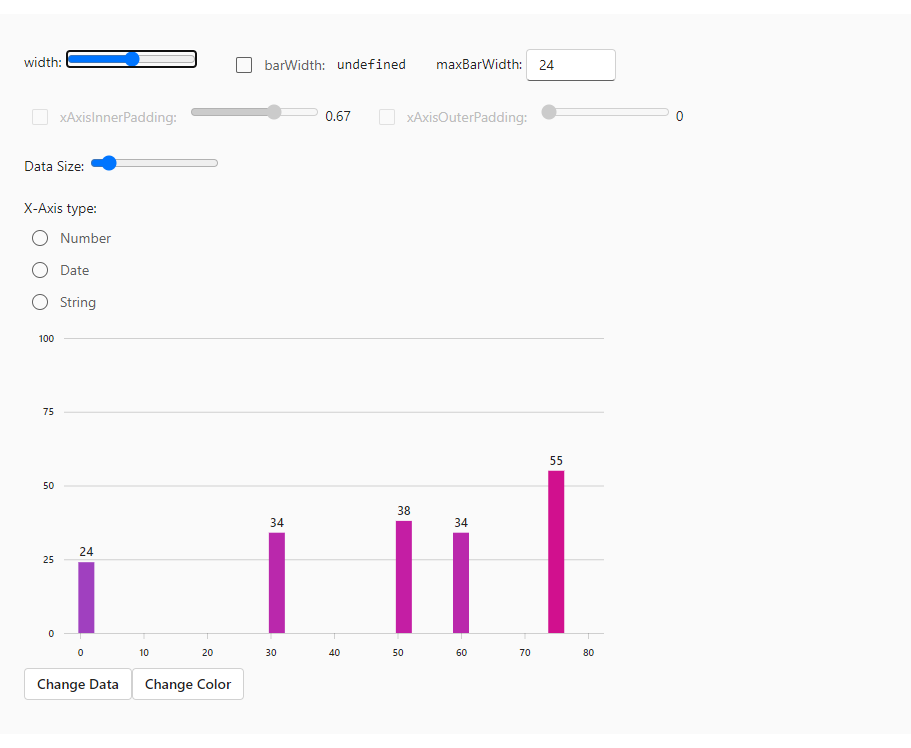 width: barWidth: undefined maxBarWidth: 24
xAxisInnerPadding: 0.67 xAxisOuterPadding: 0
Data Size:
X-Axis type:
Number
Date
String
100
75
55
50
38
34 34
25
24
0
0 10 20 30 40 50 60 70 80
Change Data Change Color